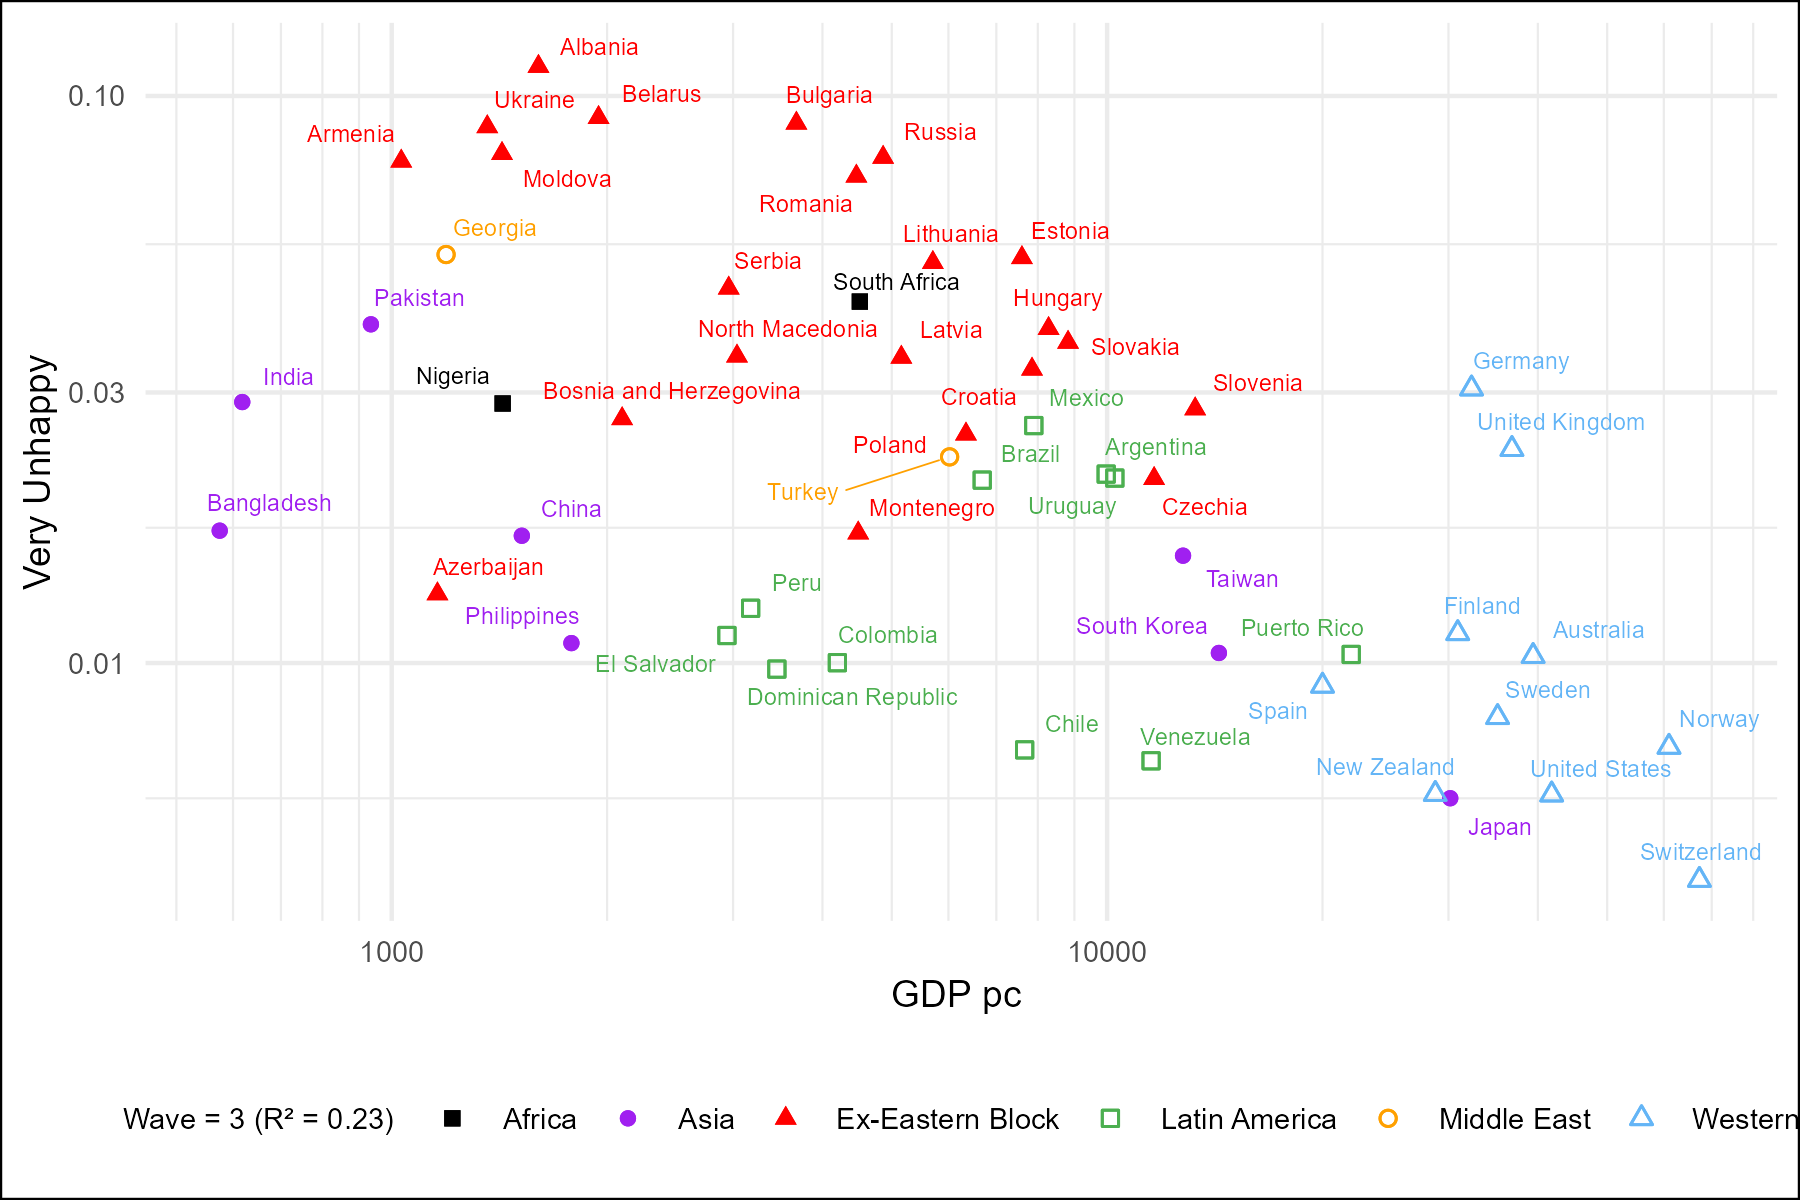 Albania
0.10
Ukraine
Belarus
Bulgaria
Armenia
Russia
Moldova
Romania
Georgia
Lithuania
Estonia
Serbia
South Africa
Pakistan
Hungary
North Macedonia
Latvia
Slovakia
Germany
India
Nigeria
Slovenia
0.03
Bosnia and Herzegovina
Croatia
Mexico
United Kingdom
Poland
Brazil
Argentina
Turkey
Bangladesh
China
Montenegro
Uruguay
Czechia
Very Unhappy
Azerbaijan
Peru
Taiwan
Philippines
Finland
South Korea
Puerto Rico
Australia
Colombia
0.01
El Salvador
Dominican Republic
Sweden
Spain
Norway
Chile
Venezuela
New Zealand
United States
Japan
Switzerland
1000
10000
GDP pc
Wave = 3 (R² = 0.23) Africa Asia Ex-Eastern Block Latin America Middle East Western